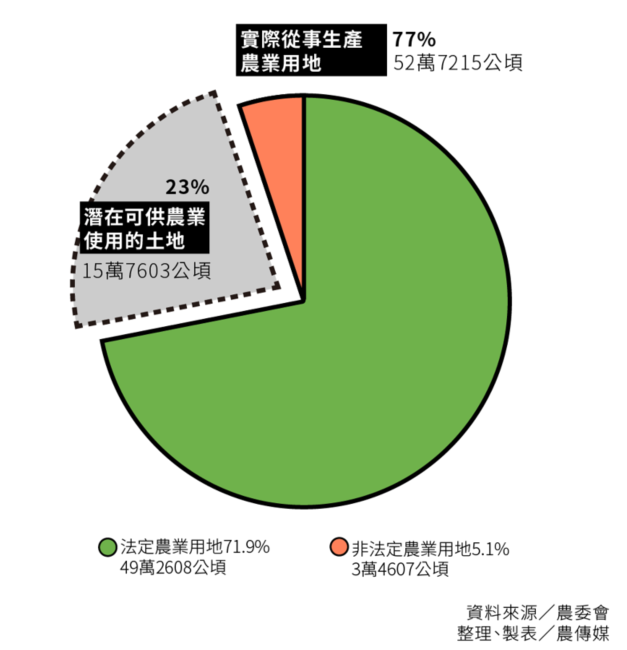 實際從事生產
農業用地
77%
52萬7215公頃
23%
潛在可供農業
使用的土地
15萬7603公頃
法定農業用地71.9%
49萬2608公頃
非法定農業用地5.1%
3萬4607公頃
資料來源／農委會
整理、製表／農傳媒